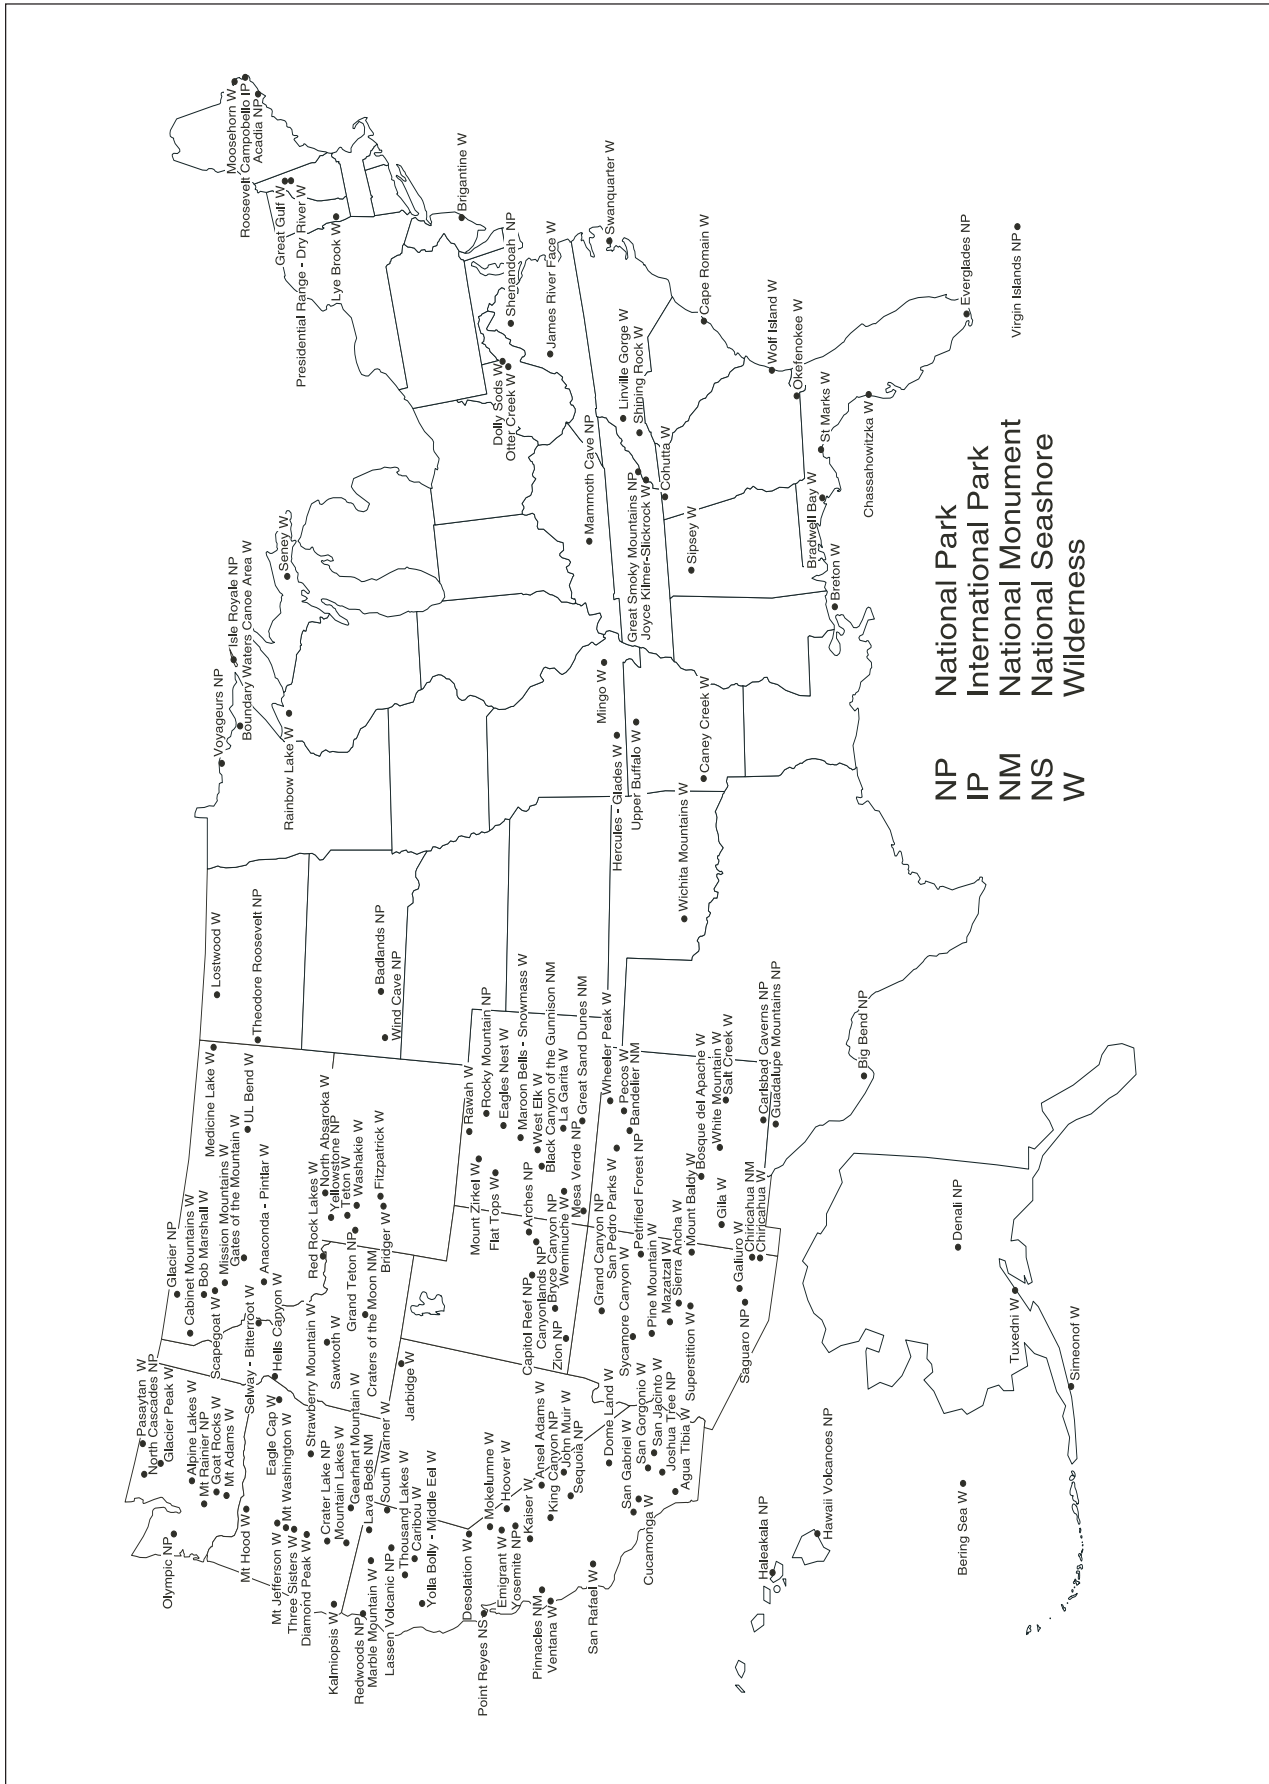 Pasaytan W
North Cascades NP
Glacier Peak W
Olympic NP
Alpine Lakes W
Mt Rainier NP
Goat Rocks W
Mt Adams W
Mt Hood W
Eagle Cap W
Hells Canyon W
Mt Jefferson W
Mt Washington W
Three Sisters W
Diamond Peak W
Strawberry Mountain W
Crater Lake NP
Mountain Lakes W
Gearhart Mountain W
Kalmiopsis W
Redwoods NP
Marble Mountain W
Lava Beds NM
South Warner W
Lassen Volcanic NP
Thousand Lakes W
Caribou W
Yolla Bolly - Middle Eel W
Jarbidge W
Point Reyes NS
Desolation W
Mokelumne W
Emigrant W
Hoover W
Yosemite NP
Kaiser W
Ansel Adams W
Pinnacles NM
Ventana W
King Canyon NP
John Muir W
Sequoia NP
San Rafael W
Dome Land W
San Gabriel W
Cucamonga W
San Gorgonio W
San Jacinto W
Joshua Tree NP
Agua Tibia W
Glacier NP
Cabinet Mountains W
Bob Marshall W
Scapegoat W
Mission Mountains W
Gates of the Mountain W
Medicine Lake W
UL Bend W
Selway - Bitterroot W
Anaconda - Pintlar W
Red Rock Lakes W
North Absaroka W
Yellowstone NP
Teton W
Grand Teton NP
Washakie W
Fitzpatrick W
Bridger W
Sawtooth W
Craters of the Moon NM
Lostwood W
Theodore Roosevelt NP
Badlands NP
Wind Cave NP
Rawah W
Mount Zirkel W
Rocky Mountain NP
Flat Tops W
Eagles Nest W
Maroon Bells - Snowmass W
West Elk W
Black Canyon of the Gunnison NM
La Garita W
Great Sand Dunes NM
Weminuche W
Mesa Verde NP
Arches NP
Capitol Reef NP
Canyonlands NP
Bryce Canyon NP
Zion NP
Grand Canyon NP
San Pedro Parks W
Wheeler Peak W
Pecos W
Bandelier NM
Petrified Forest NP
Sycamore Canyon W
Pine Mountain W
Mazatzal W
Sierra Ancha W
Superstition W
Mount Baldy W
Bosque del Apache W
White Mountain W
Salt Creek W
Gila W
Galiuro W
Saguaro NP
Chiricahua NM
Chiricahua W
Carlsbad Caverns NP
Guadalupe Mountains NP
Big Bend NP
Wichita Mountains W
Voyageurs NP
Isle Royale NP
Boundary Waters Canoe Area W
Rainbow Lake W
Seney W
Hercules - Glades W
Mingo W
Upper Buffalo W
Caney Creek W
Mammoth Cave NP
Great Smoky Mountains NP
Joyce Kilmer-Slickrock W
Linville Gorge W
Shining Rock W
Cohutta W
Sipsey W
Breton W
Bradwell Bay W
St Marks W
Chassahowitzka W
Okefenokee W
Wolf Island W
Everglades NP
Virgin Islands NP
Cape Romain W
Swanquarter W
James River Face W
Shenandoah NP
Dolly Sods W
Otter Creek W
Brigantine W
Lye Brook W
Great Gulf W
Presidential Range - Dry River W
Moosehorn W
Roosevelt Campobello IP
Acadia NP
Haleakala NP
Hawaii Volcanoes NP
Denali NP
Tuxedni W
Simeonof W
Bering Sea W
NP National Park
IP International Park
NM National Monument
NS National Seashore
W Wilderness